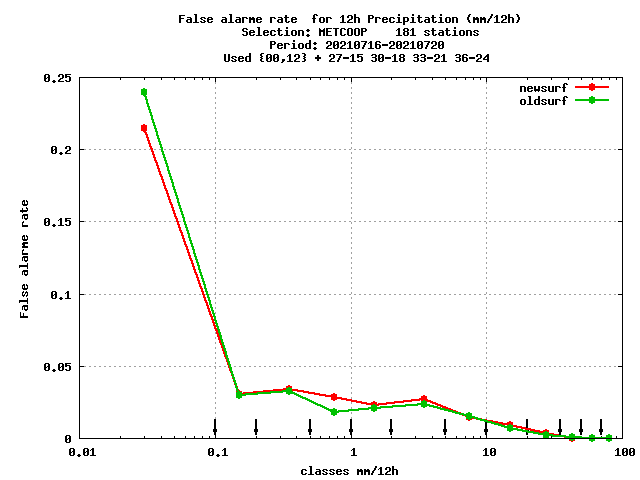 False alarme rate  for 12h Precipitation (mm/12h)
Selection: METCOOP    181 stations
Period: 20210716-20210720
Used {00,12} + 27-15 30-18 33-21 36-24
newsurf
oldsurf
0.25
0.2
0.15
0.1
0.05
0
False alarme rate
0.01 0.1 1 10 100
classes mm/12h